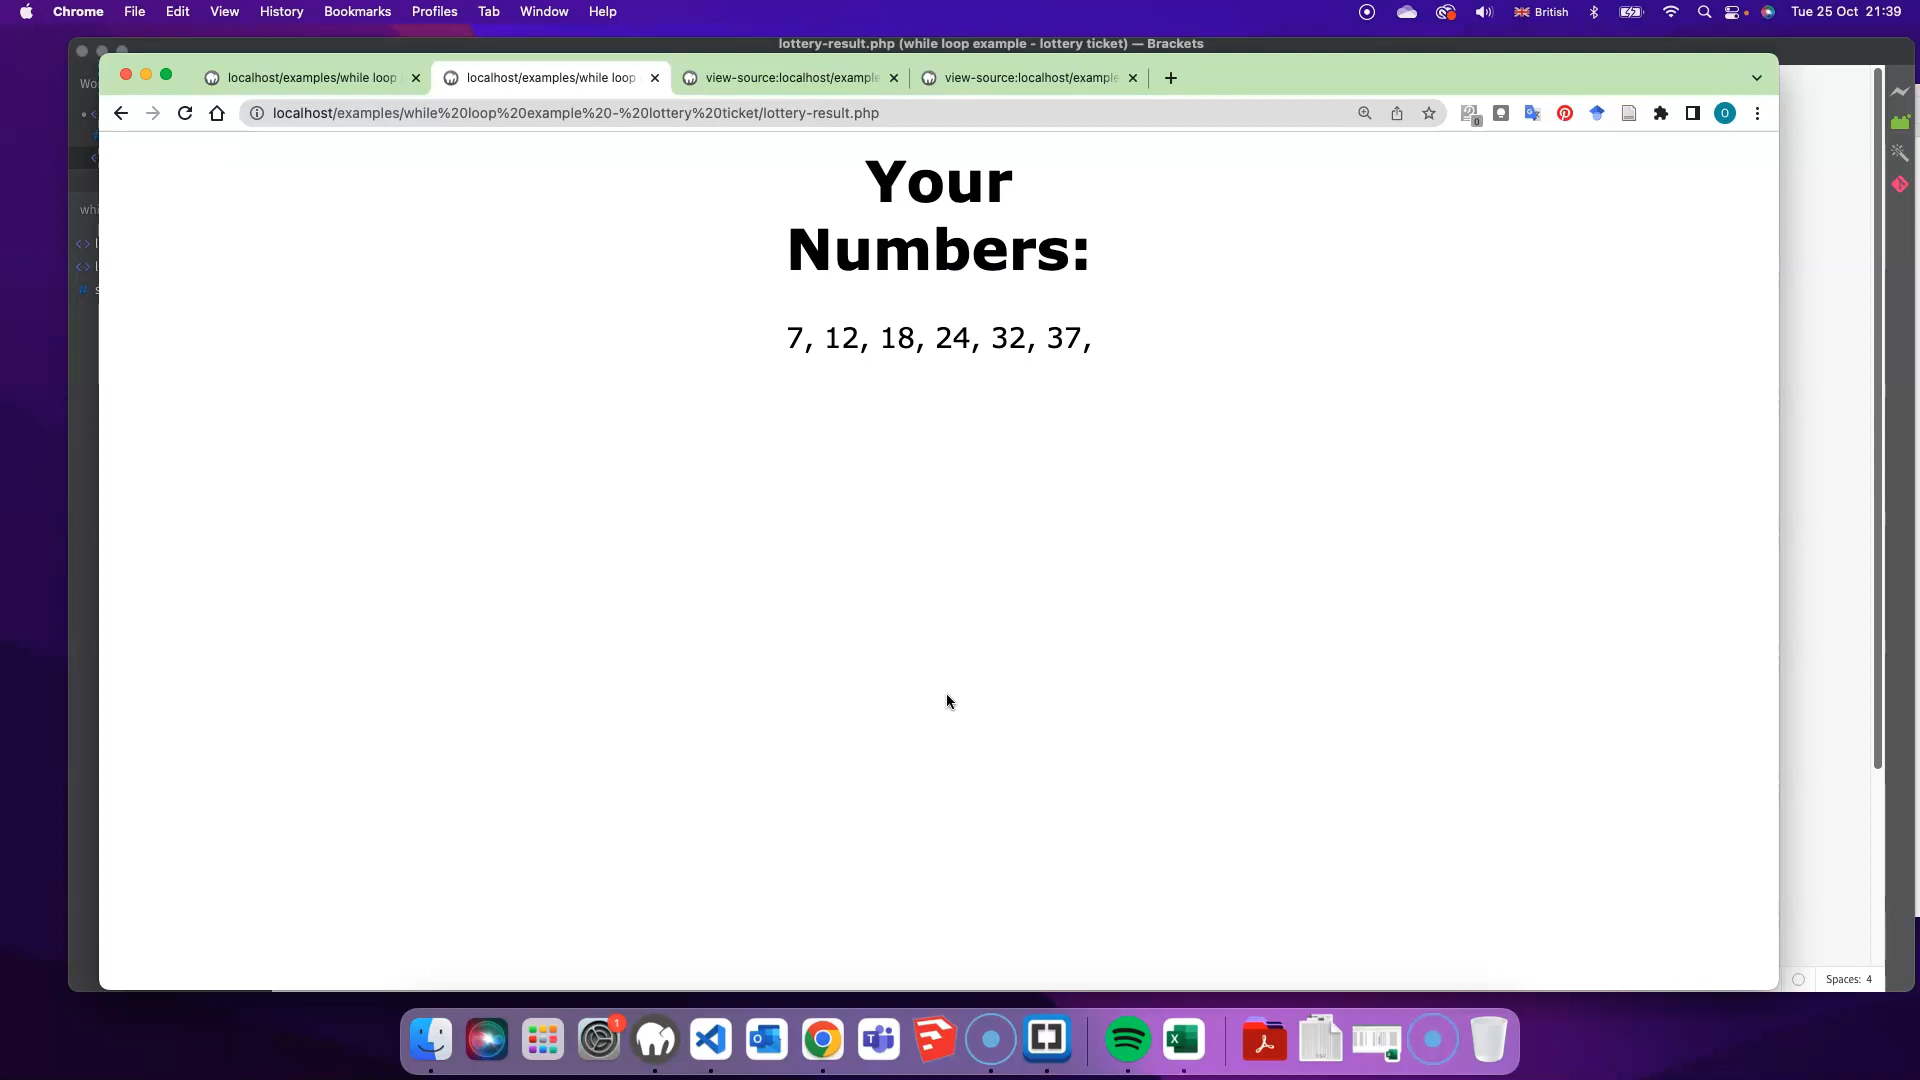 Chrome File Edit View History Bookmarks Profiles Tab Window Help
British
Tue 25 Oct 21:39
lottery-result.php (while loop example - lottery ticket) — Brackets
localhost/examples/while loop
localhost/examples/while loop
view-source:localhost/example
view-source:localhost/example
localhost/examples/while%20loop%20example%20-%20lottery%20ticket/lottery-result.php
0
O
Your
Numbers:
7, 12, 18, 24, 32, 37,
Spaces: 4
1